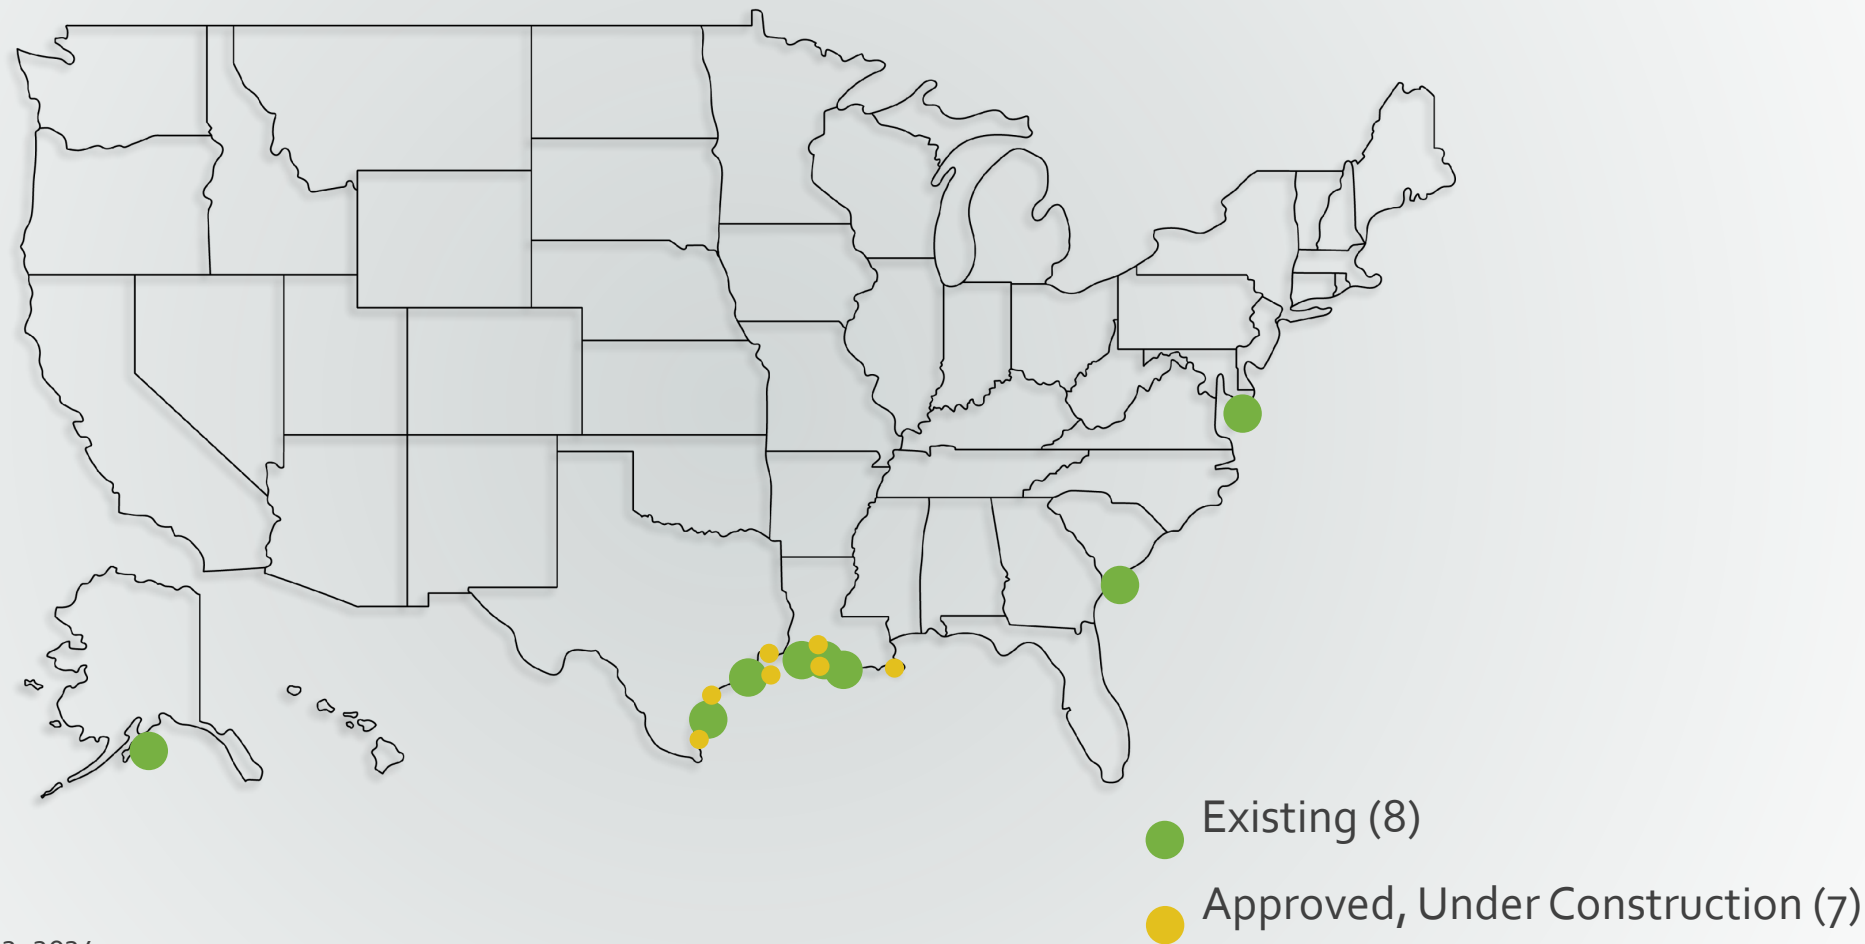 Existing (8)
Approved, Under Construction (7)